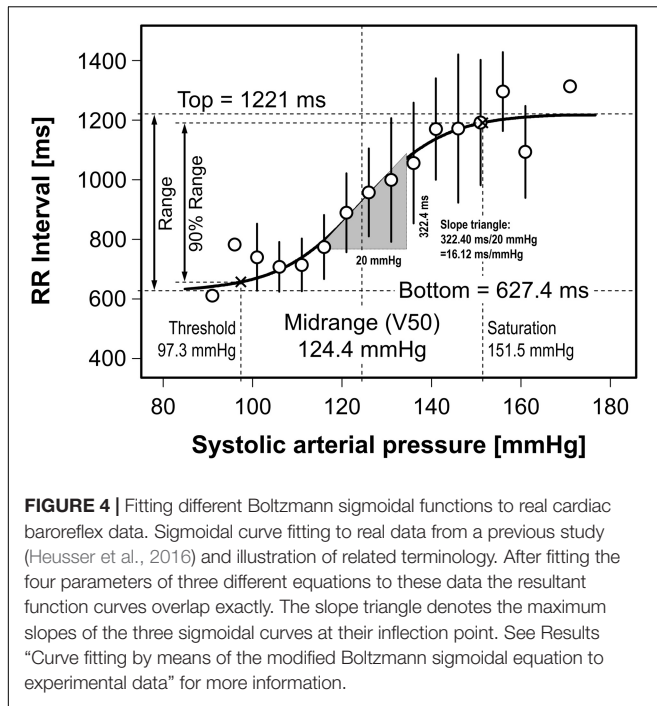 1400
1200
1000
800
600
400
RR Interval [ms]
Top = 1221 ms
Range
90% Range
322.4 ms
Slope triangle:
322.40 ms/20 mmHg
=16.12 ms/mmHg
20 mmHg
Bottom = 627.4 ms
Threshold
97.3 mmHg
Midrange (V50)
124.4 mmHg
Saturation
151.5 mmHg
80 100 120 140 160 180
Systolic arterial pressure [mmHg]
FIGURE 4 | Fitting different Boltzmann sigmoidal functions to real cardiac
baroreflex data. Sigmoidal curve fitting to real data from a previous study
(Heusser et al., 2016) and illustration of related terminology. After fitting the
four parameters of three different equations to these data the resultant
function curves overlap exactly. The slope triangle denotes the maximum
slopes of the three sigmoidal curves at their inflection point. See Results
“Curve fitting by means of the modified Boltzmann sigmoidal equation to
experimental data” for more information.